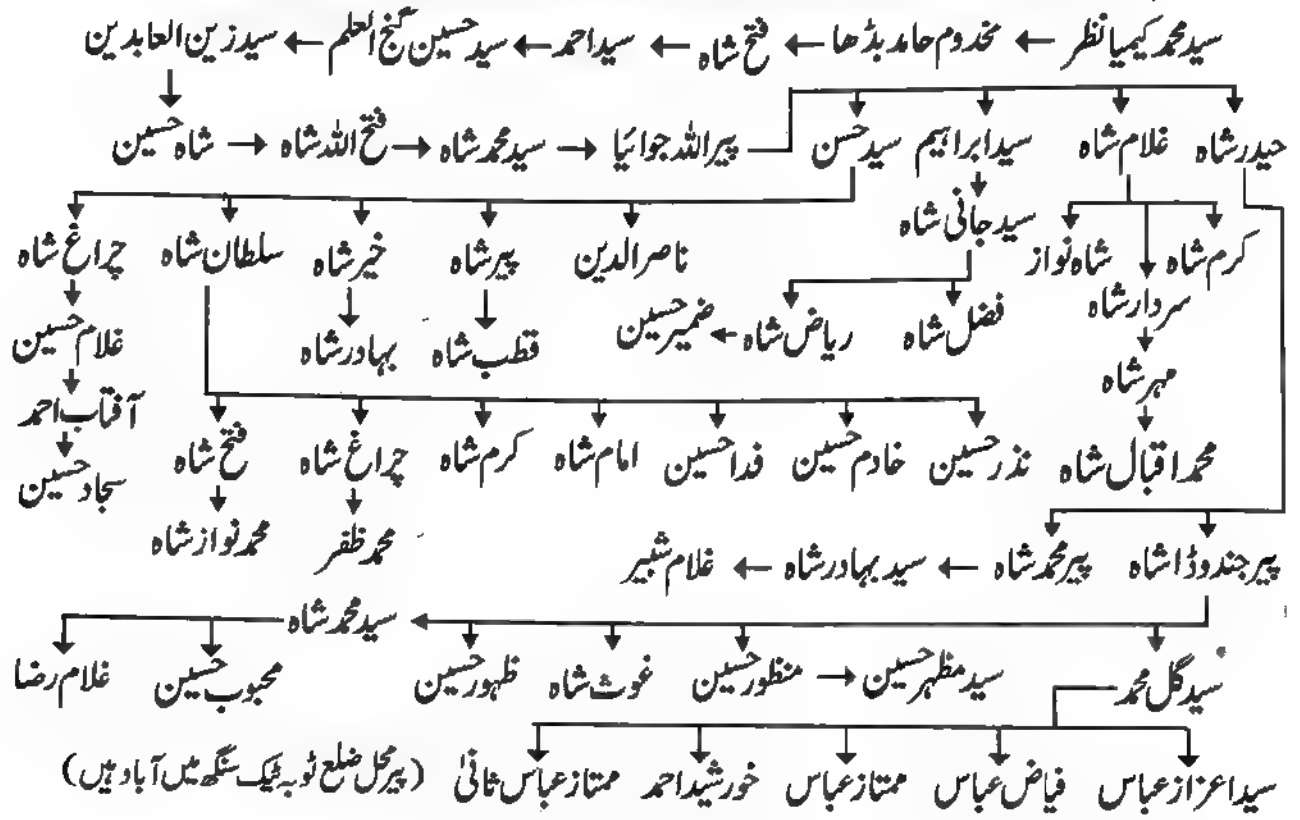 سید محمد کیمیا نظر ← مخدوم حامد بڈھا ← فتح شاہ ← سید احمد ← سید حسین گنج العلم ← سید زین العابدین
حیدر شاہ غلام شاہ سید ابراہیم سید حسن پیر اللہ جوائیا ← سید محمد شاہ ← فتح اللہ شاہ ← شاہ حسین
کرم شاہ شاہ نواز سید جانی شاہ ناصر الدین پیر شاہ خیر شاہ سلطان شاہ چراغ شاہ
سردار شاہ فضل شاہ ریاض شاہ ← ضمیر حسین قطب شاہ بہادر شاہ غلام حسین
مہر شاہ آفتاب احمد
محمد اقبال شاہ نذر حسین خادم حسین فدا حسین امام شاہ کرم شاہ چراغ شاہ فتح شاہ سجاد حسین
محمد ظفر محمد نواز شاہ
پیر جندوڈا شاہ پیر محمد شاہ ← سید بہادر شاہ ← غلام شبیر
سید محمد شاہ
سید گل محمد سید مظہر حسین → منظور حسین غوث شاہ ظہور حسین محبوب حسین غلام رضا
سید اعزاز عباس فیاض عباس ممتاز عباس خورشید احمد ممتاز عباس ثانی (پیر محل ضلع ٹوبہ ٹیک سنگھ میں آباد ہیں)